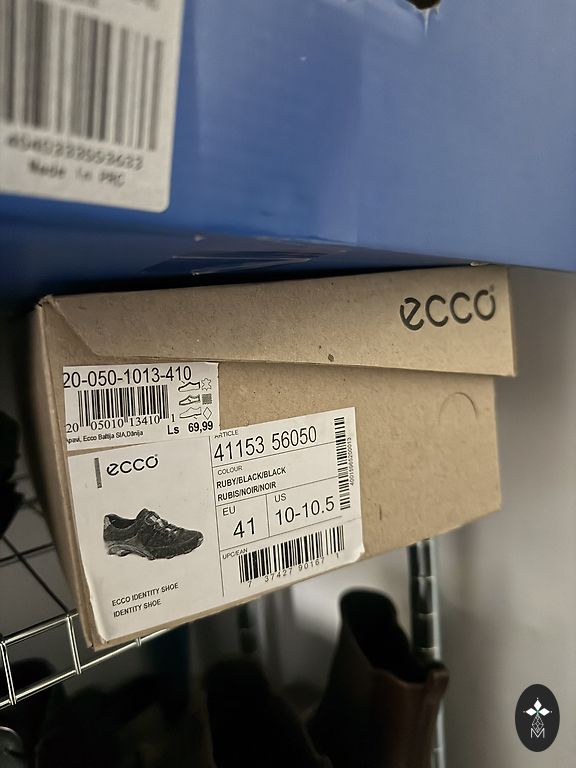 4549222993622
Made in PRC
ecco
20-050-1013-410
20 05010 13410 1
Ls 69,99
Apavi, Ecco Baltija SIA, Dānija
ecco
ARTICLE
41153 56050
COLOUR
RUBY/BLACK/BLACK
RUBIS/NOIR/NOIR
EU
41
US
10-10.5
UPC/EAN
7 37427 90167 1
ECCO IDENTITY SHOE
IDENTITY SHOE
M